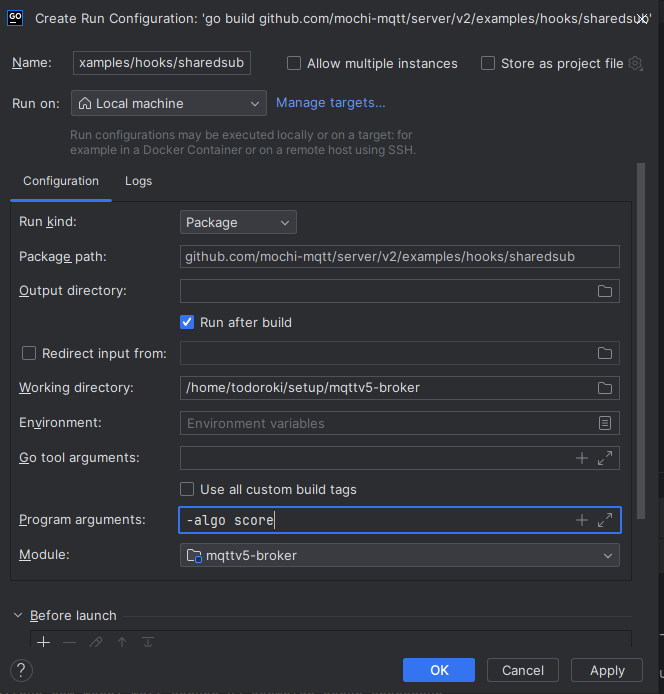 GO
Create Run Configuration: 'go build github.com/mochi-mqtt/server/v2/examples/hooks/sharedsub'
Name: xamples/hooks/sharedsub Allow multiple instances Store as project file
Run on: Local machine Manage targets...
Run configurations may be executed locally or on a target: for
example in a Docker Container or on a remote host using SSH.
Configuration Logs
Run kind: Package
Package path: github.com/mochi-mqtt/server/v2/examples/hooks/sharedsub
Output directory:
Run after build
Redirect input from:
Working directory: /home/todoroki/setup/mqttv5-broker
Environment: Environment variables
Go tool arguments:
Use all custom build tags
Program arguments: -algo score
Module: mqttv5-broker
Before launch
? OK Cancel Apply